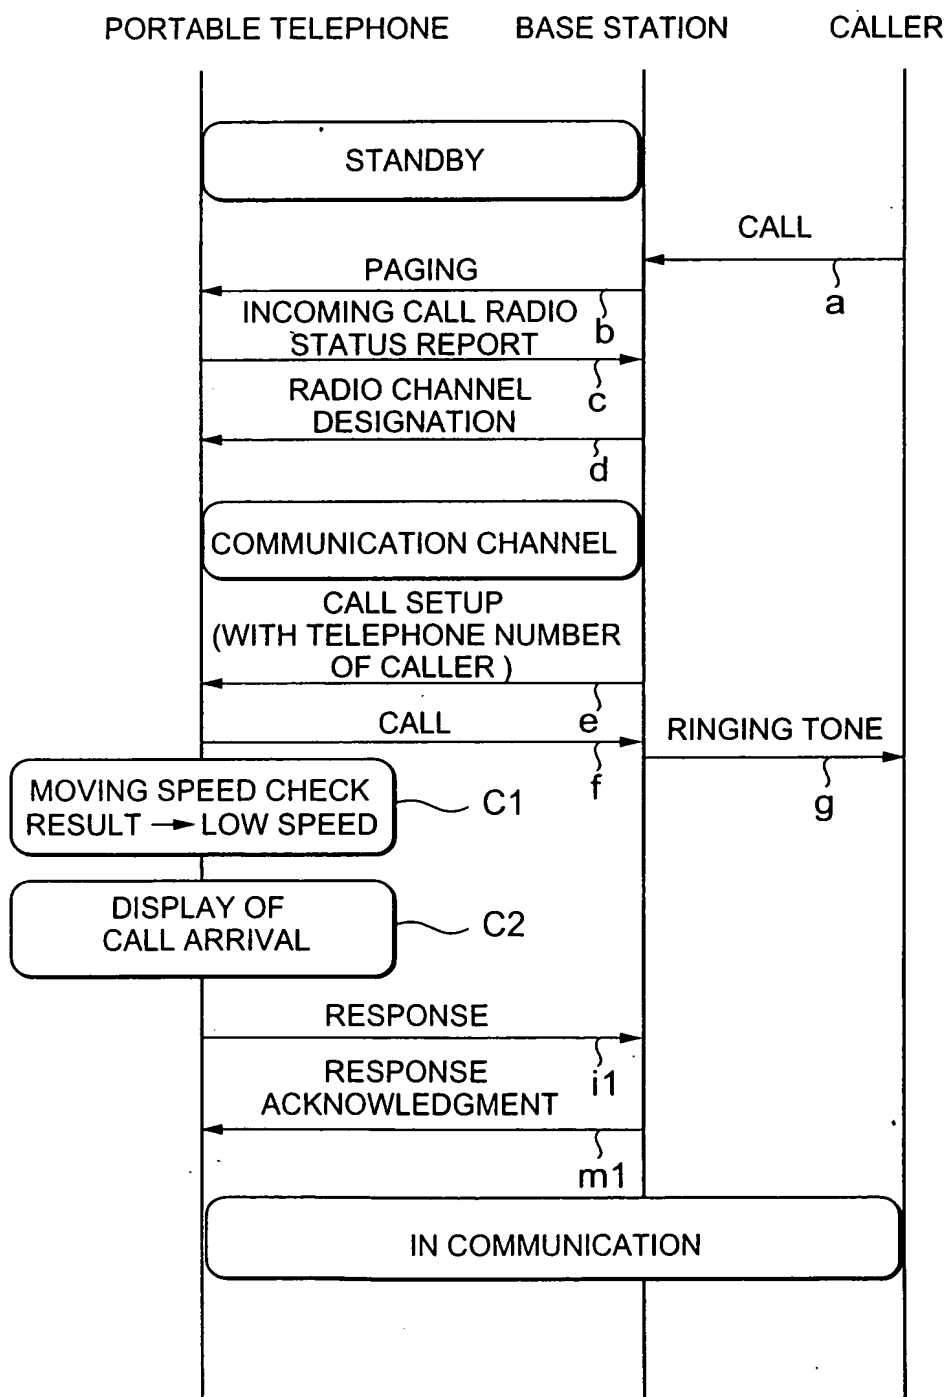 PORTABLE TELEPHONE BASE STATION CALLER
STANDBY
CALL
a
PAGING
b
INCOMING CALL RADIO
STATUS REPORT
c
RADIO CHANNEL
DESIGNATION
d
COMMUNICATION CHANNEL
CALL SETUP
(WITH TELEPHONE NUMBER
OF CALLER )
e
CALL
f
RINGING TONE
g
MOVING SPEED CHECK
RESULT → LOW SPEED
C1
DISPLAY OF
CALL ARRIVAL
C2
RESPONSE
i1
RESPONSE
ACKNOWLEDGMENT
m1
IN COMMUNICATION